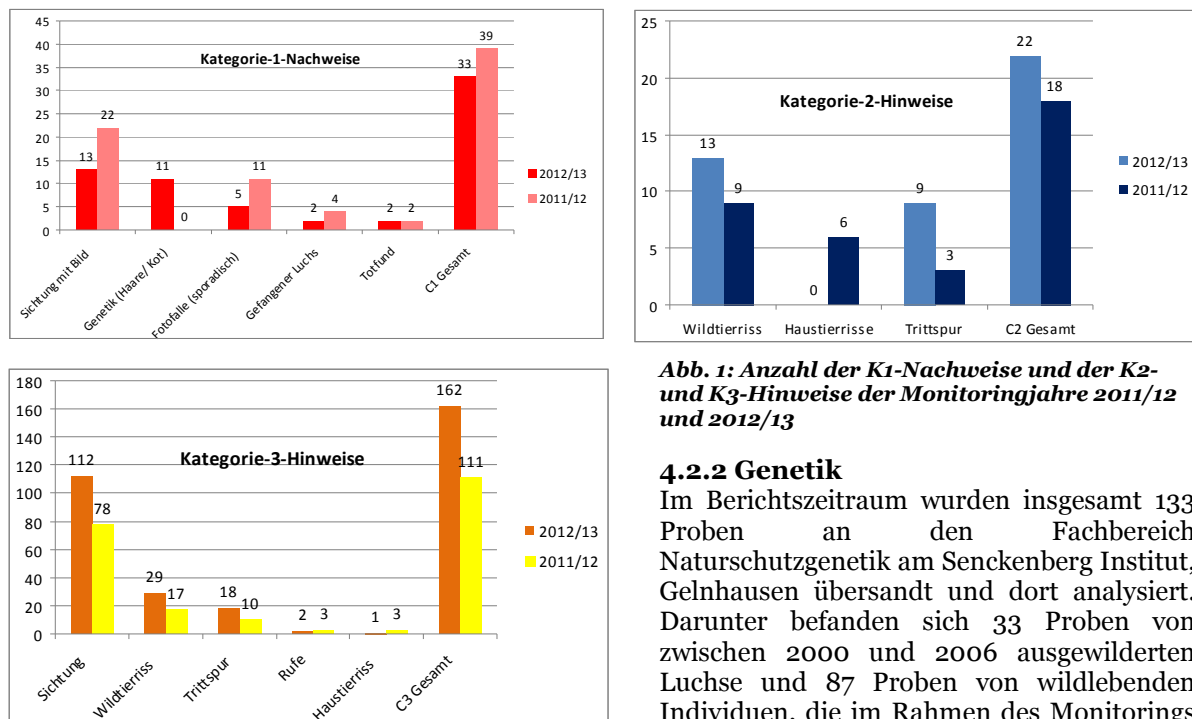 45
40
35
30
25
20
15
10
5
0
Kategorie-1-Nachweise
13
22
11
0
5
11
2
4
2
2
33
39
Sichtung mit Bild
Genetik (Haare/ Kot)
Fotofalle (sporadisch)
Gefangener Luchs
Totfund
C1 Gesamt
2012/13
2011/12
25
20
15
10
5
0
Kategorie-2-Hinweise
13
9
0
6
9
3
22
18
Wildtierriss
Haustierrisse
Trittspur
C2 Gesamt
2012/13
2011/12
180
160
140
120
100
80
60
40
20
0
Kategorie-3-Hinweise
112
78
29
17
18
10
2
3
1
3
162
111
Sichtung
Wildtierriss
Trittspur
Rufe
Haustierriss
C3 Gesamt
2012/13
2011/12
Abb. 1: Anzahl der K1-Nachweise und der K2-
und K3-Hinweise der Monitoringjahre 2011/12
und 2012/13
4.2.2 Genetik
Im Berichtszeitraum wurden insgesamt 133
Proben an den Fachbereich
Naturschutzgenetik am Senckenberg Institut,
Gelnhausen übersandt und dort analysiert.
Darunter befanden sich 33 Proben von
zwischen 2000 und 2006 ausgewilderten
Luchse und 87 Proben von wildlebenden
Individuen, die im Rahmen des Monitorings